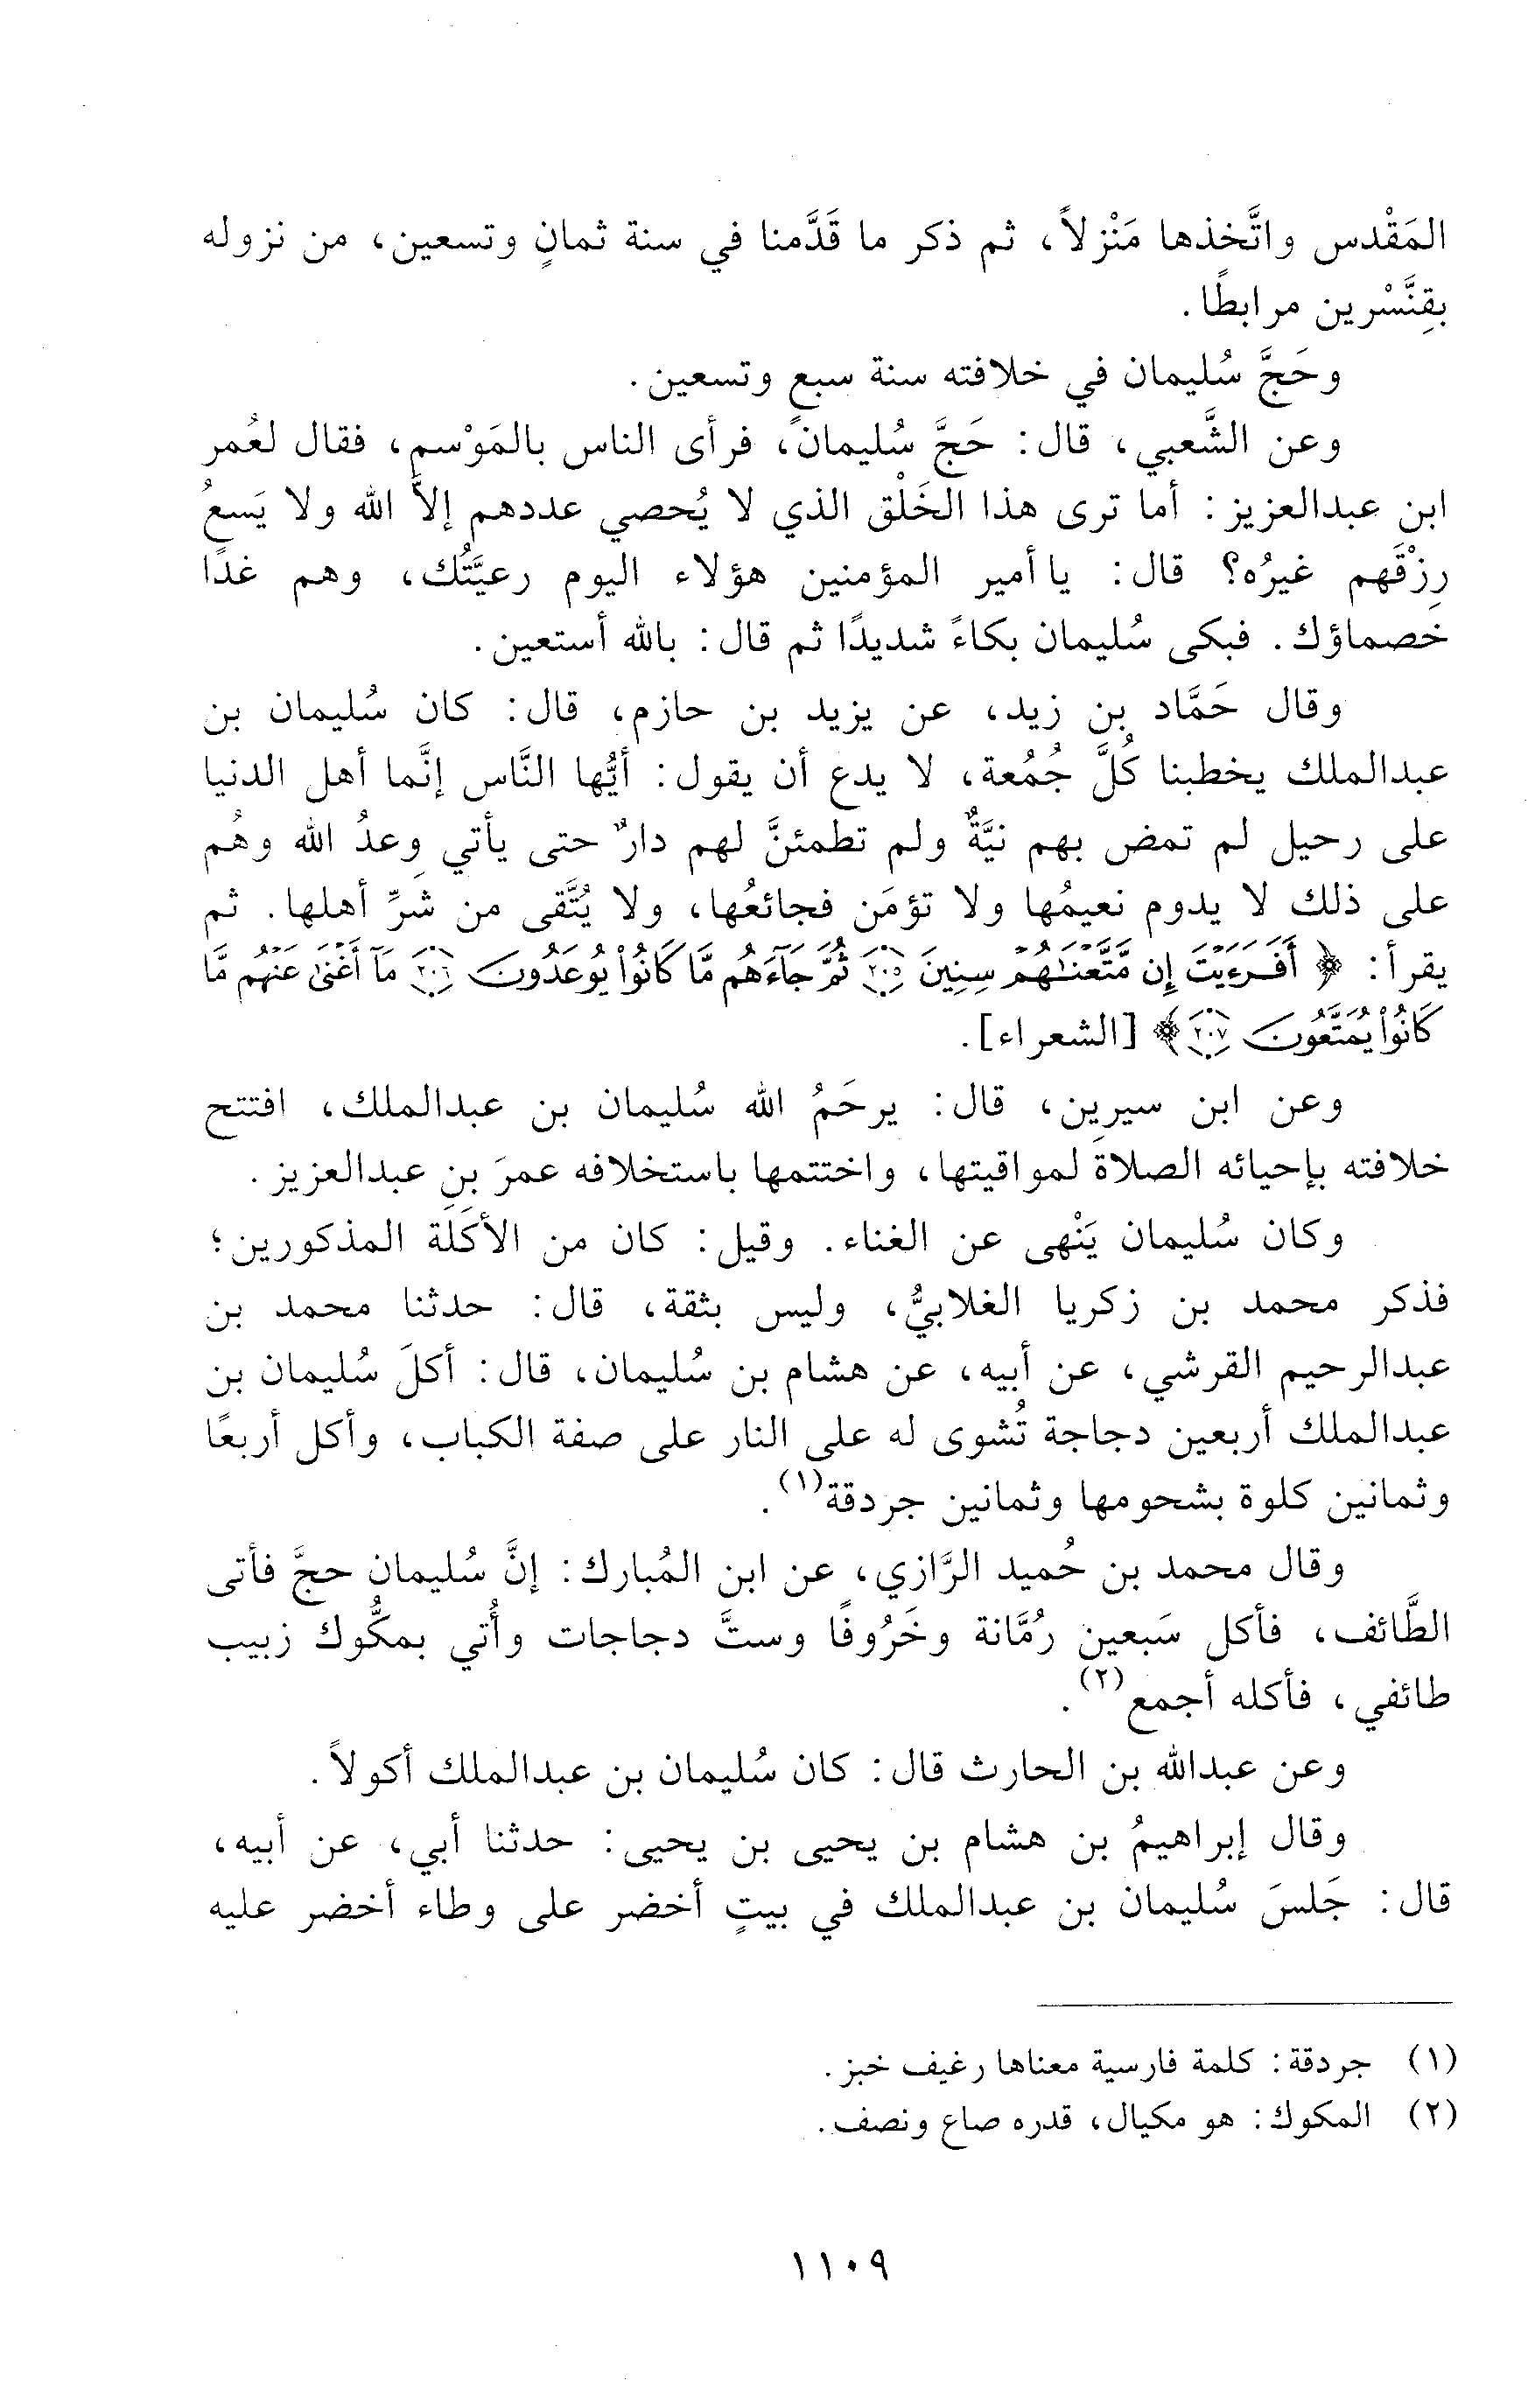 المَقْدس واتَّخذها مَنْزلاً، ثم ذكر ما قَدَّمنا في سنة ثمانٍ وتسعين، من نزوله
بقِنَّسْرين مرابطًا.
وحَجَّ سُليمان في خلافته سنة سبعٍ وتسعين.
وعن الشَّعبي، قال: حَجَّ سُليمان، فرأى الناس بالمَوْسم، فقال لعُمر
ابن عبدالعزيز: أما ترى هذا الخَلْق الذي لا يُحصي عددهم إلاَّ الله ولا يَسعُ
رِزْقَهم غيرُه؟ قال: يا أمير المؤمنين هؤلاء اليوم رعيَّتُك، وهم غدًا
خصماؤك. فبكى سُليمان بكاءً شديدًا ثم قال: بالله أستعين.
وقال حَمَّاد بن زيد، عن يزيد بن حازم، قال: كان سُليمان بن
عبدالملك يخطبنا كُلَّ جُمُعة، لا يدع أن يقول: أيُّها النَّاس إنَّما أهل الدنيا
على رحيل لم تمض بهم نيَّةٌ ولم تطمئنَّ لهم دارٌ حتى يأتي وِعدُ الله وهُم
على ذلك لا يدوم نعيمُها ولا تؤمَن فجائعُها، ولا يُتَّقى من شرِّ أهلها. ثم
يقرأ: ﴿ أَفَرَءَيْتَ إِن مَّتَّعْنَٰهُمْ سِنِينَ ۝٢٠٥ ثُمَّ جَآءَهُم مَّا كَانُوا۟ يُوعَدُونَ ۝٢٠٦ مَآ أَغْنَىٰ عَنْهُم مَّا
كَانُوا۟ يُمَتَّعُونَ ۝٢٠٧ ﴾ [الشعراء].
وعن ابن سيرِين، قال: يرحَمُ الله سُليمان بن عبدالملك، افتتح
خلافته بإحيائه الصلاةَ لمواقيتها، واختتمها باستخلافه عمرَ بنِ عبدالعزيز.
وكان سُليمان يَنْهى عن الغناء. وقيل: كان من الأكَلَة المذكورين؛
فذكر محمد بن زكريا الغلابيُّ، وليس بثقة، قال: حدثنا محمد بن
عبدالرحيم القرشي، عن أبيه، عن هشام بن سُليمان، قال: أكلَ سُليمان بن
عبدالملك أربعين دجاجة تُشوى له على النار على صفة الكباب، وأكل أربعًا
وثمانين كلوة بشحومها وثمانين جردقة(١).
وقال محمد بن حُميد الرَّازي، عن ابن المُبارك: إنَّ سُليمان حجَّ فأتى
الطَّائف، فأكل سَبعين رُمَّانة وخَرُوفًا وستَّ دجاجات وأُتي بمكُّوك زبيب
طائفي، فأكله أجمع(٢).
وعن عبدالله بن الحارث قال: كان سُليمان بن عبدالملك أكولاً.
وقال إبراهيمُ بن هشام بن يحيى بن يحيى: حدثنا أبي، عن أبيه،
قال: جَلسَ سُليمان بن عبدالملك في بيتٍ أخضر على وطاء أخضر عليه
(١) جردقة: كلمة فارسية معناها رغيف خبز.
(٢) المكوك: هو مكيال، قدره صاع ونصف.
١١٠٩